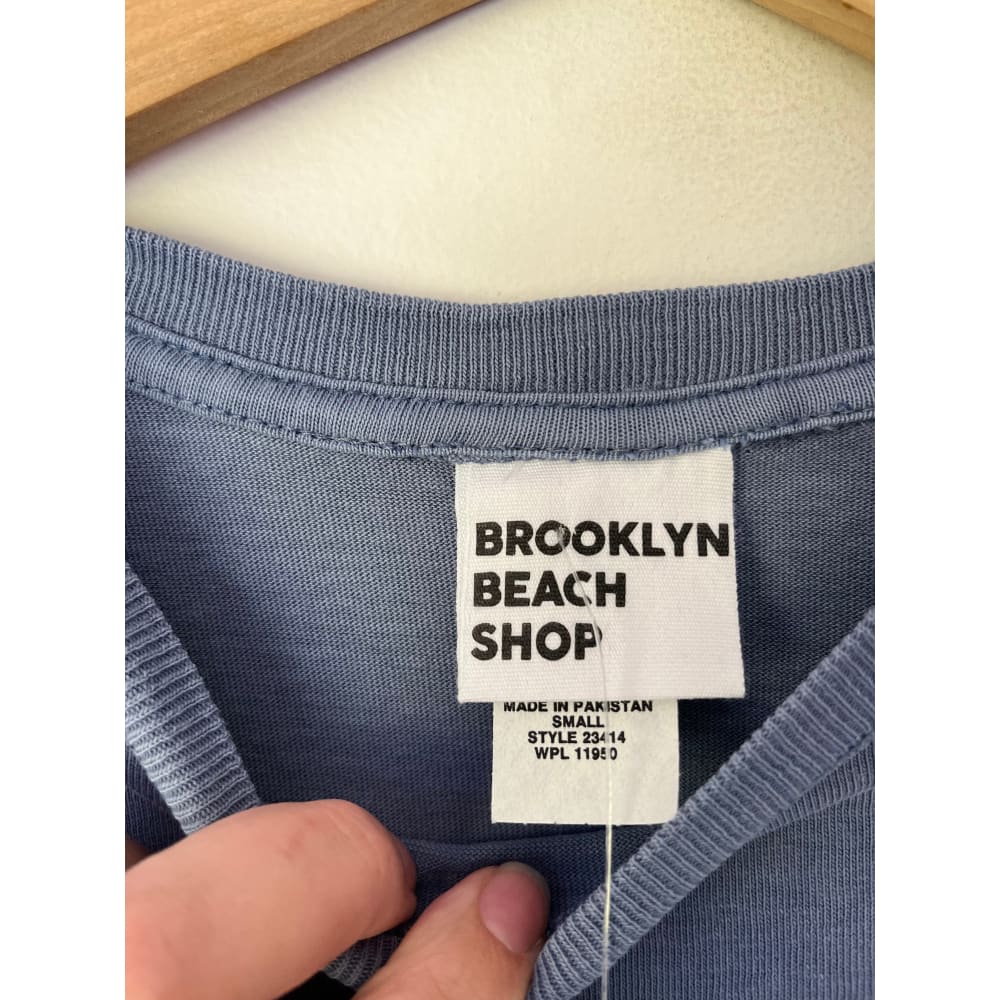 BROOKLYN
BEACH
SHOP
MADE IN PAKISTAN
SMALL
STYLE 23414
WPL 11950